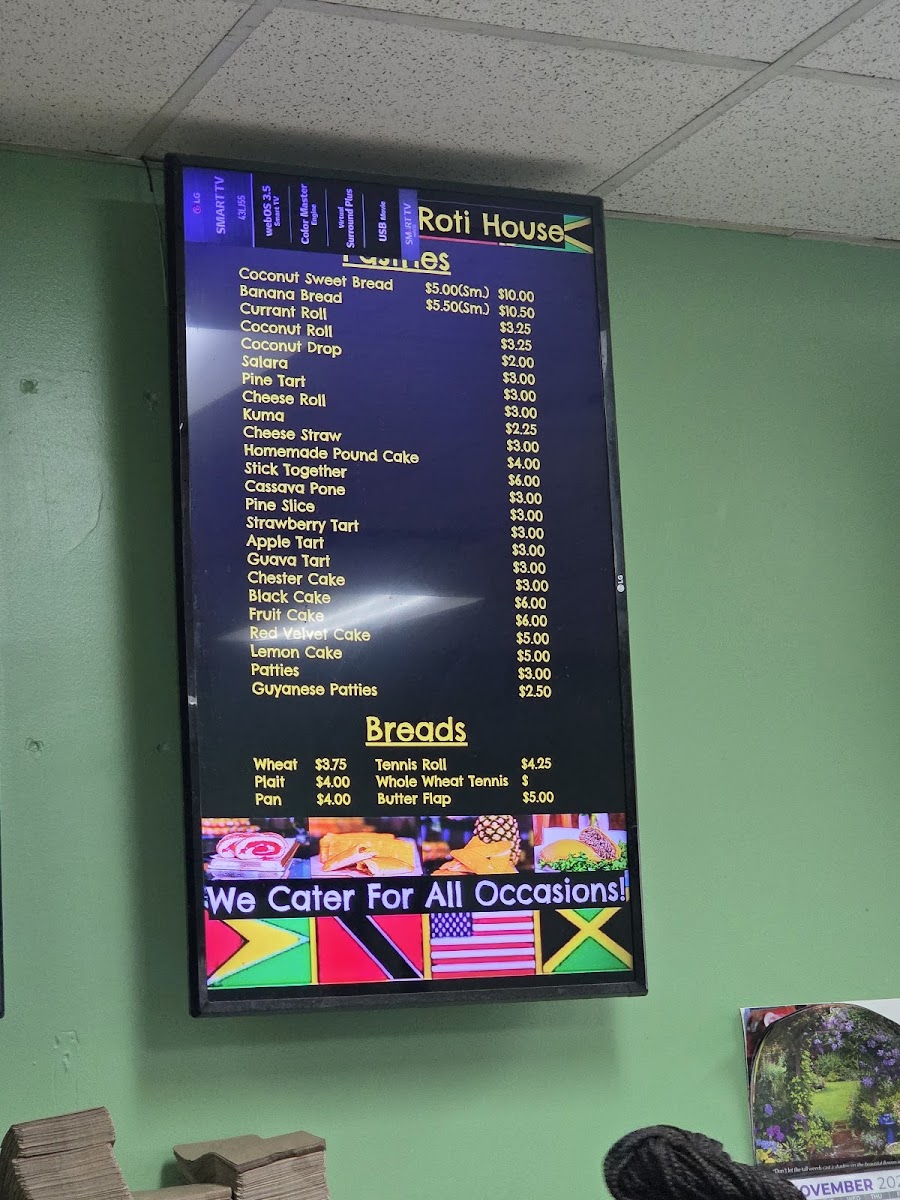 LG
SMART TV
43LJ55
webOS 3.5
Smart TV
Color Master
Engine
Virtual
Surround Plus
USB Movie
SMART TV
Roti House
Pastries
Coconut Sweet Bread $5.00(Sm.) $10.00
Banana Bread $5.50(Sm.) $10.50
Currant Roll $3.25
Coconut Roll $3.25
Coconut Drop $2.00
Salara $3.00
Pine Tart $3.00
Cheese Roll $3.00
Kuma $2.25
Cheese Straw $3.00
Homemade Pound Cake $4.00
Stick Together $6.00
Cassava Pone $3.00
Pine Slice $3.00
Strawberry Tart $3.00
Apple Tart $3.00
Guava Tart $3.00
Chester Cake $3.00
Black Cake $6.00
Fruit Cake $6.00
Red Velvet Cake $5.00
Lemon Cake $5.00
Patties $3.00
Guyanese Patties $2.50
Breads
Wheat $3.75 Tennis Roll $4.25
Plait $4.00 Whole Wheat Tennis $
Pan $4.00 Butter Flap $5.00
We Cater For All Occasions!
LG